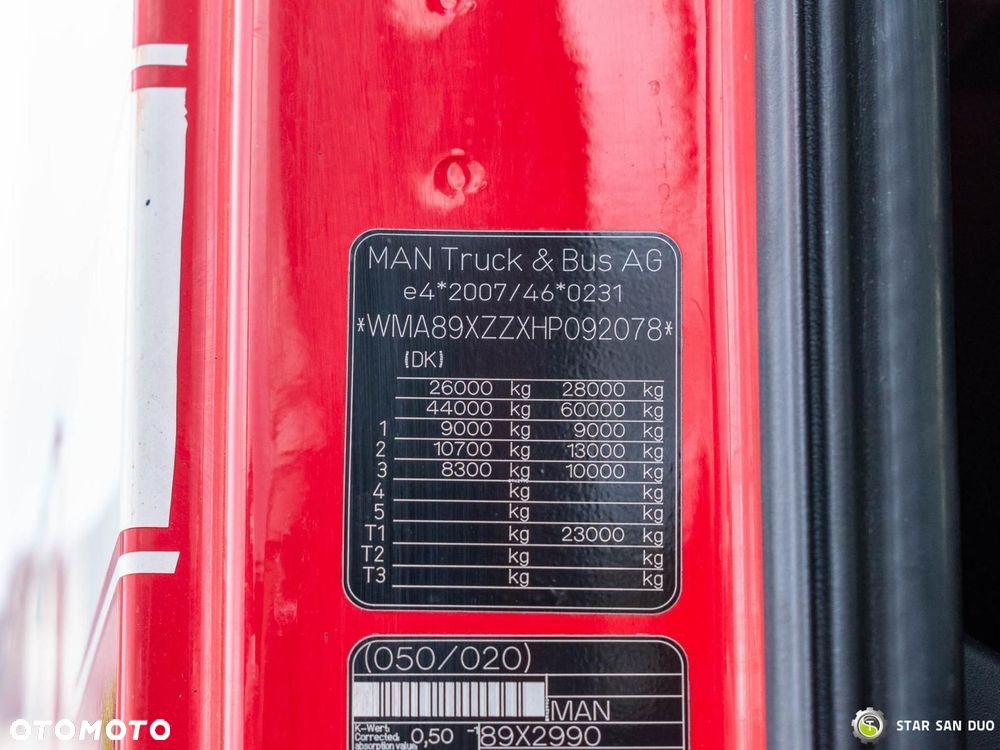 MAN Truck & Bus AG
e4*2007/46*0231
*WMA89XZZXHP092078*
(DK)
26000 kg 28000 kg
44000 kg 60000 kg
1 9000 kg 9000 kg
2 10700 kg 13000 kg
3 8300 kg 10000 kg
4 kg kg
5 kg kg
T1 kg 23000 kg
T2 kg kg
T3 kg kg
(050/020)
MAN
K-Wert:
Corrected: 0,50
absorption value:
89X2990
OTOMOTO
STAR SAN DUO